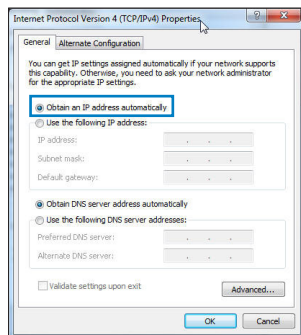 Internet Protocol Version 4 (TCP/IPv4) Properties
General
Alternate Configuration
You can get IP settings assigned automatically if your network supports
this capability. Otherwise, you need to ask your network administrator
for the appropriate IP settings.
Obtain an IP address automatically
Use the following IP address:
IP address:
Subnet mask:
Default gateway:
Obtain DNS server address automatically
Use the following DNS server addresses:
Preferred DNS server:
Alternate DNS server:
Validate settings upon exit
Advanced...
OK
Cancel